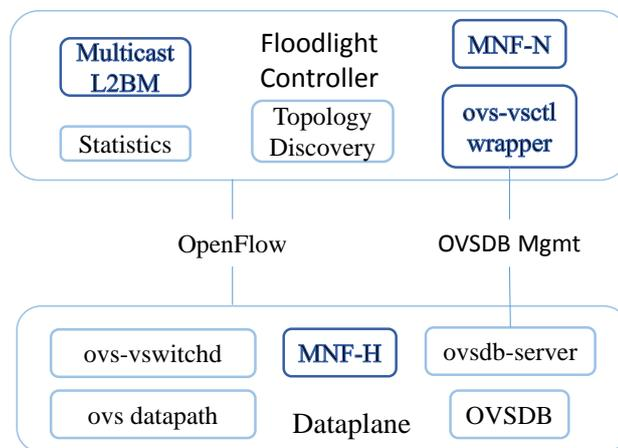 Multicast
L2BM
Floodlight
Controller
MNF-N
Statistics
Topology
Discovery
ovs-vsctl
wrapper
OpenFlow
OVSDB Mgmt
ovs-vswitchd
MNF-H
ovsdb-server
ovs datapath
Dataplane
OVSDB